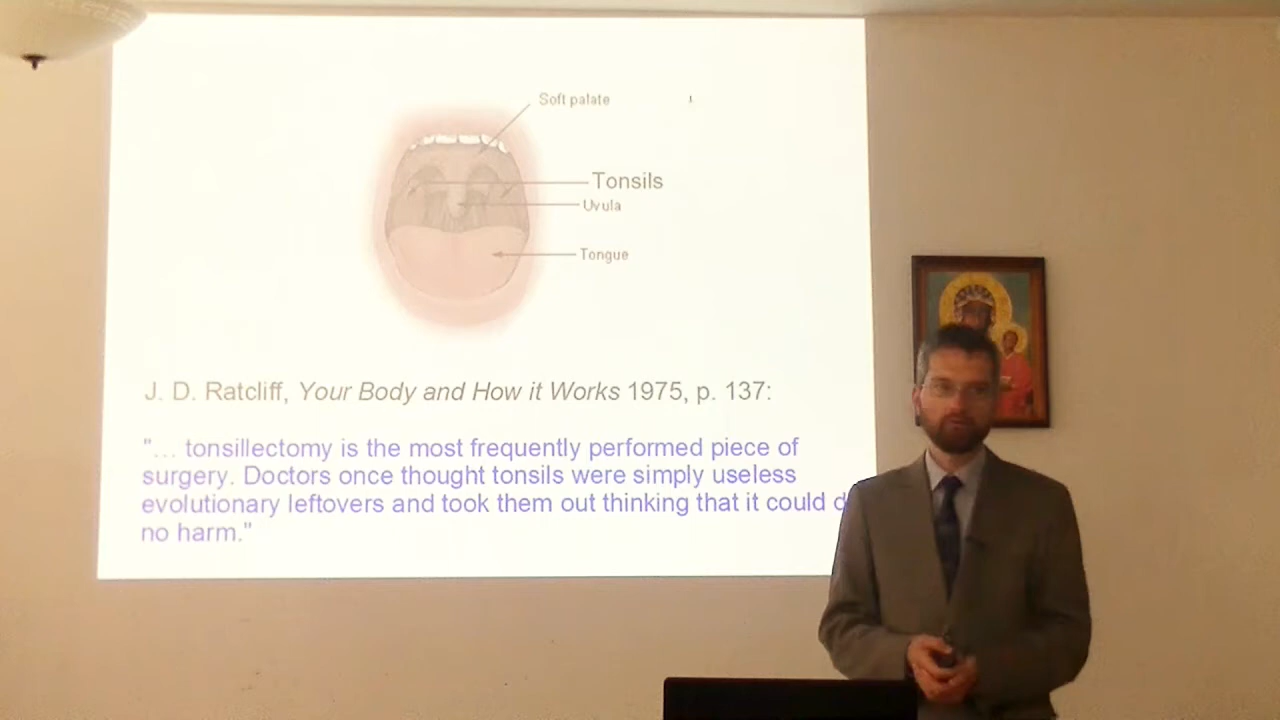 Soft palate
Tonsils
Uvula
Tongue
J. D. Ratcliff, Your Body and How it Works 1975, p. 137:
"... tonsillectomy is the most frequently performed piece of
surgery. Doctors once thought tonsils were simply useless
evolutionary leftovers and took them out thinking that it could
no harm."